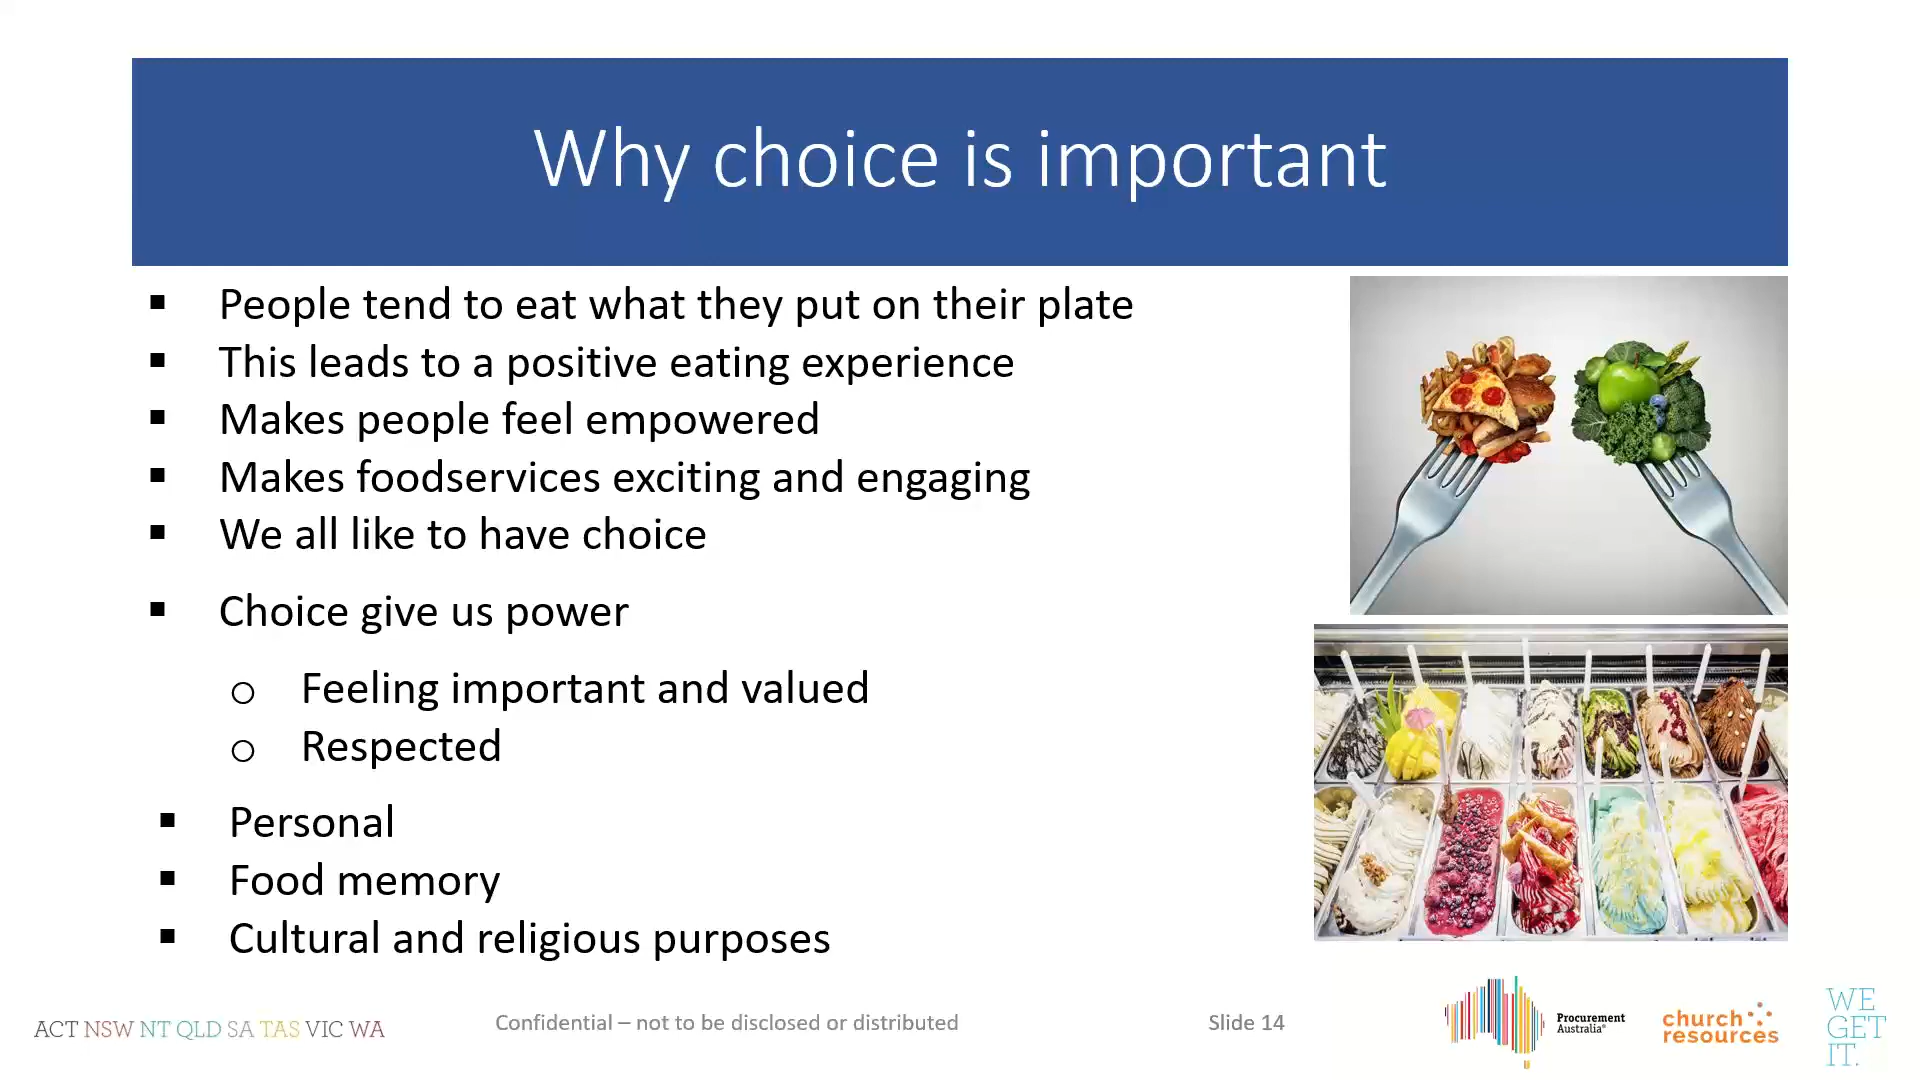 Why choice is important
People tend to eat what they put on their plate
This leads to a positive eating experience
Makes people feel empowered
Makes foodservices exciting and engaging
We all like to have choice
Choice give us power
Feeling important and valued
Respected
Personal
Food memory
Cultural and religious purposes
ACT NSW NT QLD SA TAS VIC WA
Confidential – not to be disclosed or distributed
Slide 14
Procurement
Australia®
church
resources
WE
GET
IT.